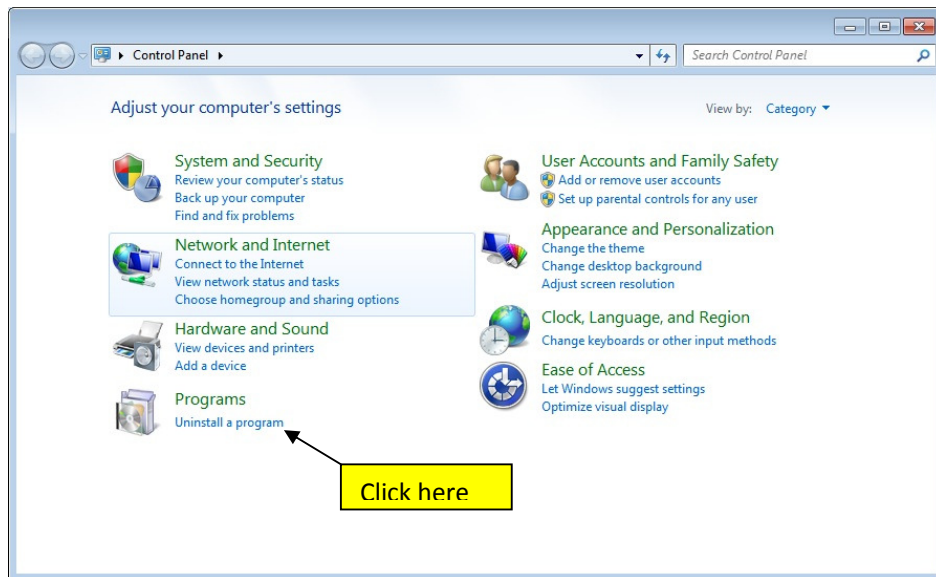 Control Panel
Search Control Panel
Adjust your computer's settings
View by: Category
System and Security
Review your computer's status
Back up your computer
Find and fix problems
Network and Internet
Connect to the Internet
View network status and tasks
Choose homegroup and sharing options
Hardware and Sound
View devices and printers
Add a device
Programs
Uninstall a program
User Accounts and Family Safety
Add or remove user accounts
Set up parental controls for any user
Appearance and Personalization
Change the theme
Change desktop background
Adjust screen resolution
Clock, Language, and Region
Change keyboards or other input methods
Ease of Access
Let Windows suggest settings
Optimize visual display
Click here